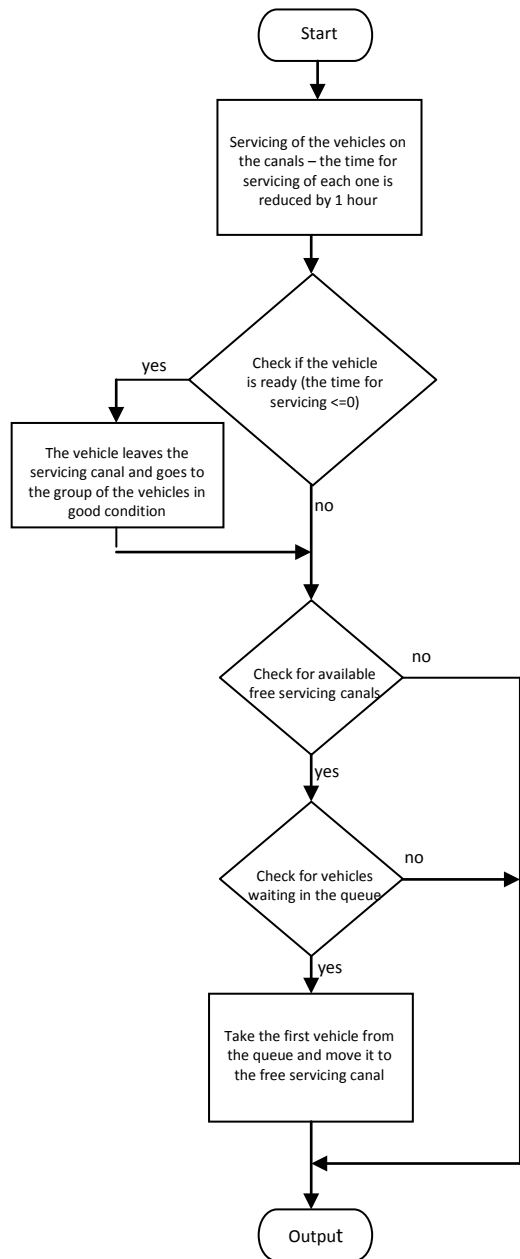 Start
Servicing of the vehicles on
the canals – the time for
servicing of each one is
reduced by 1 hour
yes
Check if the vehicle
is ready (the time for
servicing <=0)
The vehicle leaves the
servicing canal and goes to
the group of the vehicles in
good condition
no
no
Check for available
free servicing canals
yes
no
Check for vehicles
waiting in the queue
yes
Take the first vehicle from
the queue and move it to
the free servicing canal
Output